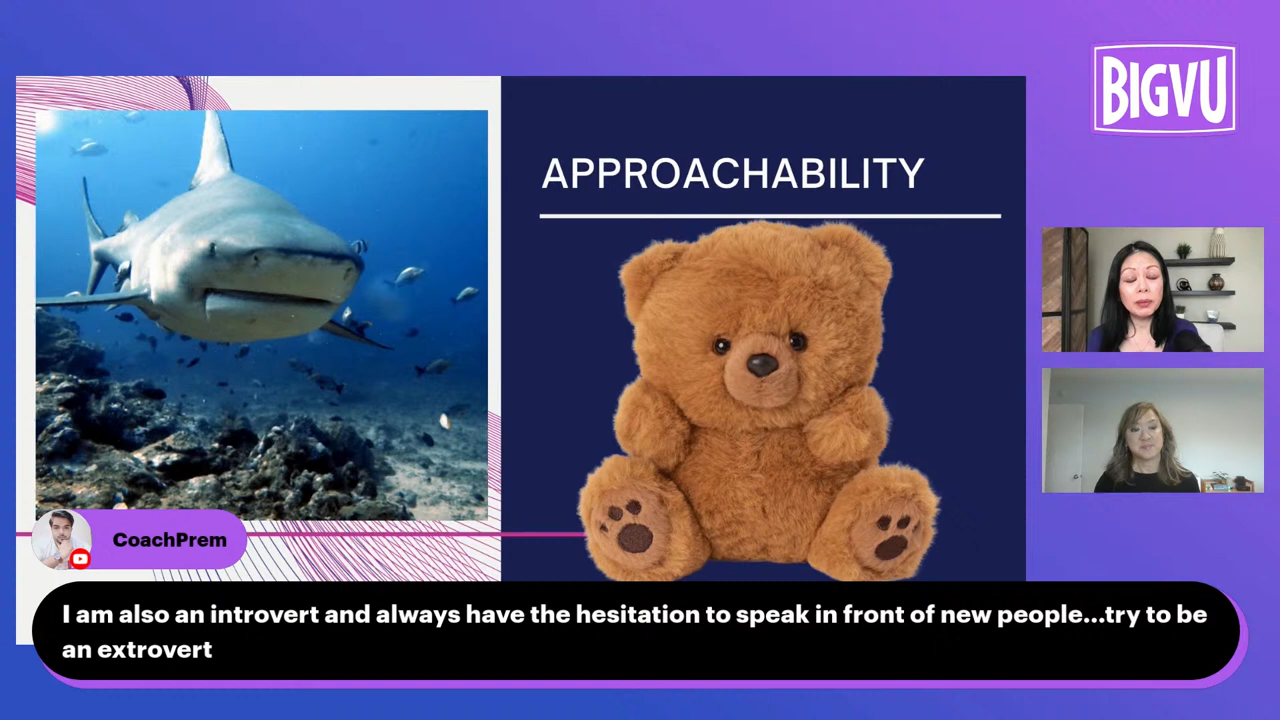 BIGVU
APPROACHABILITY
CoachPrem
I am also an introvert and always have the hesitation to speak in front of new people...try to be
an extrovert